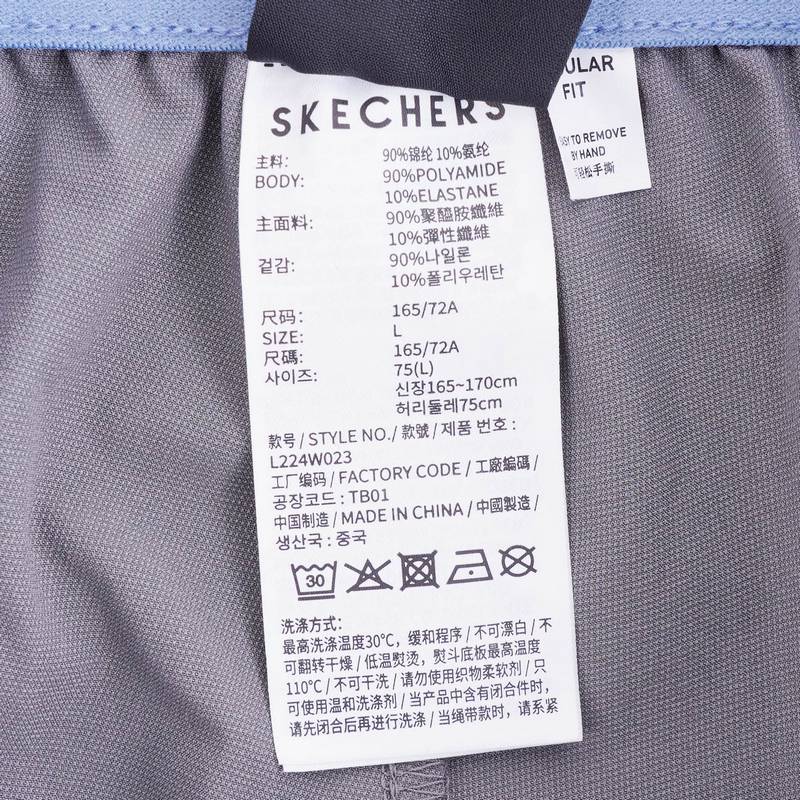 SKECHERS
主料: 90%锦纶 10%氨纶
BODY: 90%POLYAMIDE
10%ELASTANE
主面料: 90%聚醯胺纖維
10%彈性纖維
겉감: 90%나일론
10%폴리우레탄
尺码: 165/72A
SIZE: L
尺碼: 165/72A
사이즈: 75(L)
신장165~170cm
허리둘레75cm
款号 / STYLE NO. / 款號 / 제품 번호 :
L224W023
工厂编码 / FACTORY CODE / 工廠編碼 /
공장코드 : TB01
中国制造 / MADE IN CHINA / 中國製造 /
생산국 : 중국
30
洗涤方式:
最高洗涤温度30℃，缓和程序 / 不可漂白 / 不
可翻转干燥 / 低温熨烫，熨斗底板最高温度
110℃ / 不可干洗 / 请勿使用织物柔软剂 / 只
可使用温和洗涤剂 / 当产品中含有闭合件时，
请先闭合后再进行洗涤 / 当绳带款时，请系紧
ULAR
FIT
EASY TO REMOVE
BY HAND
可轻松手撕